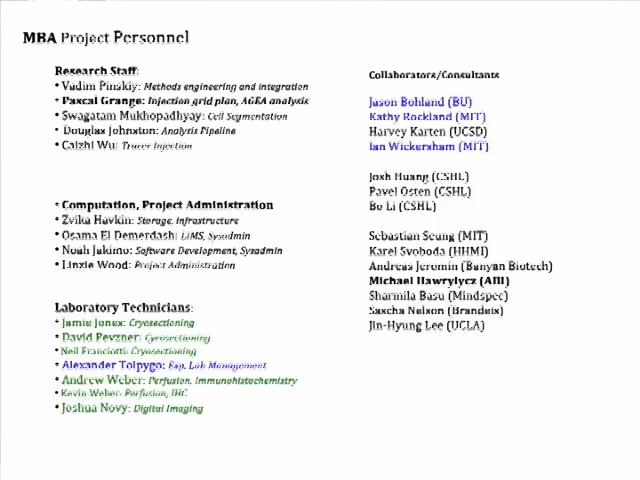 MBA Project Personnel
Research Staff:
• Vadim Pinskiy: Methods engineering and integration
• Pascal Grange: Injection grid plan, AGEA analysis
• Swagatam Mukhopadhyay: Cell Segmentation
• Douglas Johnston: Analysis Pipeline
• Caizhi Wu: Tracer Injection
• Computation, Project Administration
• Zvika Havkin: Storage, Infrastructure
• Osama El Demerdash: LIMS, Sysadmin
• Noah Jakimo: Software Development, Sysadmin
• Linzie Wood: Project Administration
Laboratory Technicians:
• Jamie Jones: Cryosectioning
• David Pevzner: Cyrosectioning
• Neil Franciotti: Cryosectioning
• Alexander Tolpygo: Exp, Lab Management
• Andrew Weber: Perfusion, Immunohistochemistry
• Kevin Weber: Perfusion, IHC
• Joshua Novy: Digital Imaging
Collaborators/Consultants
Jason Bohland (BU)
Kathy Rockland (MIT)
Harvey Karten (UCSD)
Ian Wickersham (MIT)
Josh Huang (CSHL)
Pavel Osten (CSHL)
Bo Li (CSHL)
Sebastian Seung (MIT)
Karel Svoboda (HHMI)
Andreas Jeromin (Banyan Biotech)
Michael Hawrylycz (AIBI)
Sharmila Basu (Mindspec)
Sascha Nelson (Brandeis)
Jin-Hyung Lee (UCLA)